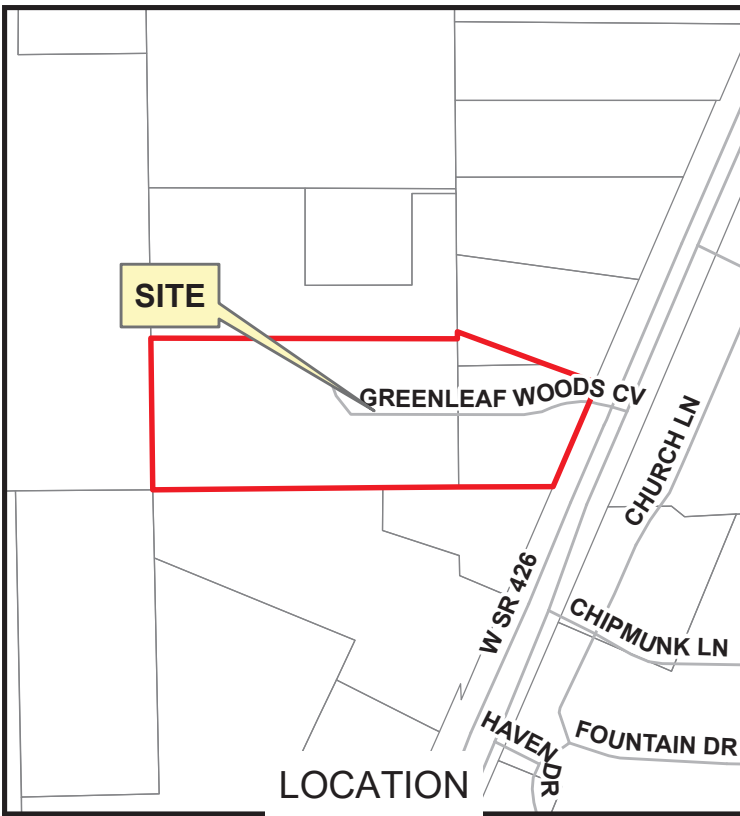 SITE
GREENLEAF WOODS CV
CHURCH LN
W SR 426
CHIPMUNK LN
HAVEN DR
FOUNTAIN DR
LOCATION